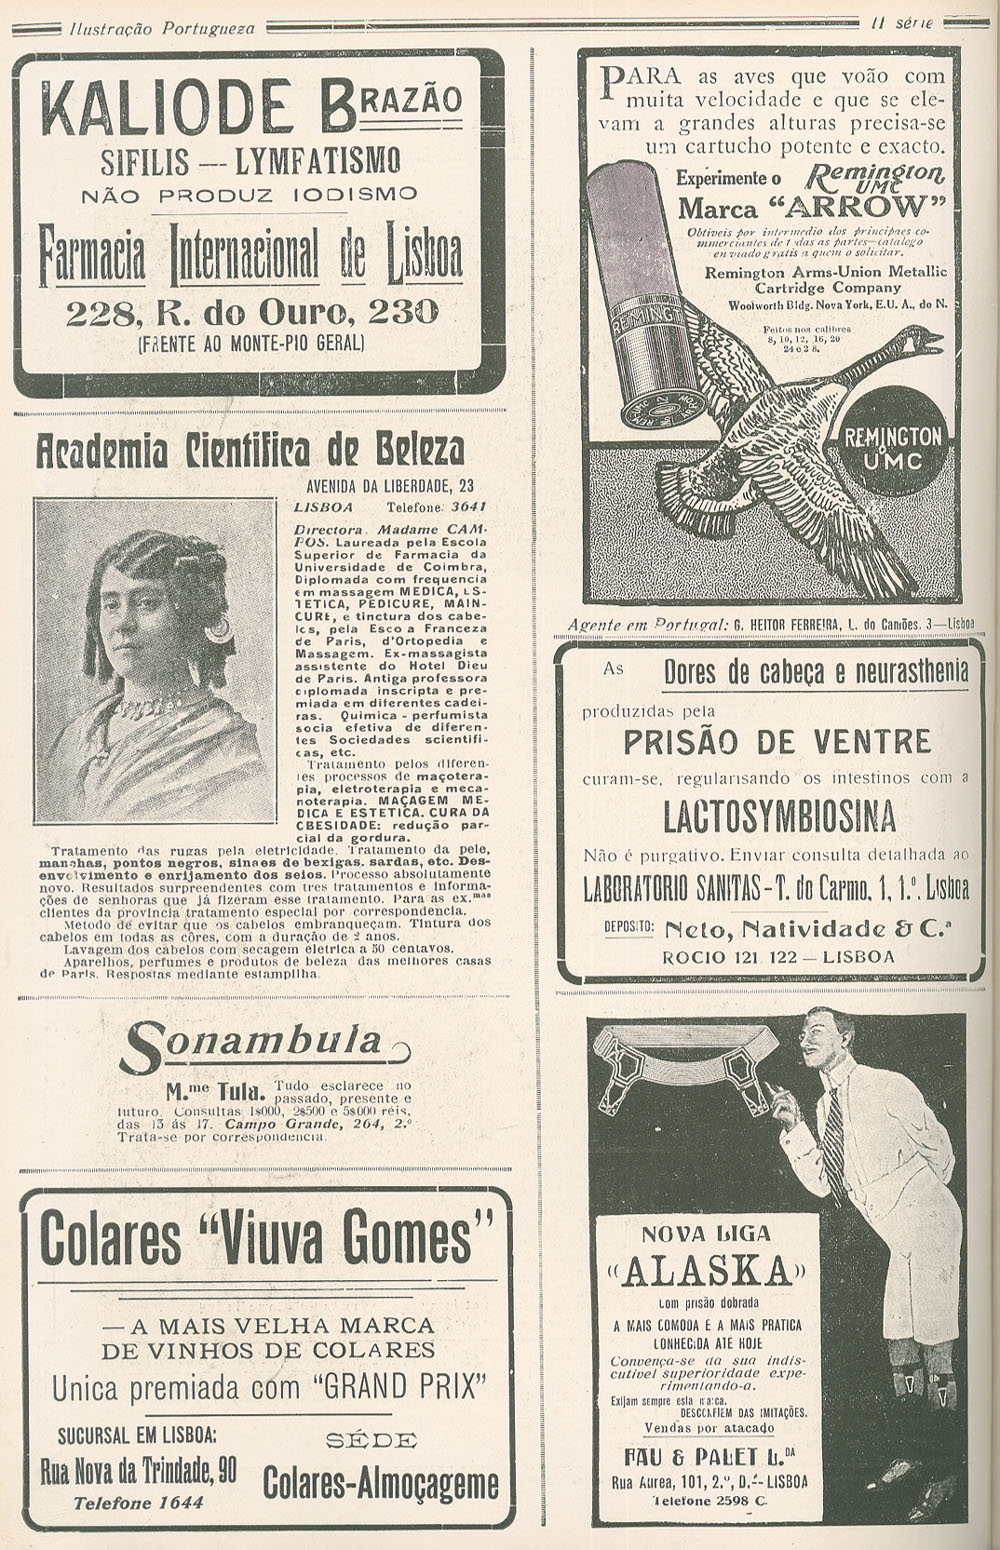 Ilustração Portugueza
II série
KALIODE BRAZÃO
SIFILIS — LYMFATISMO
NÃO PRODUZ IODISMO
Farmacia Internacional de Lisboa
228, R. do Ouro, 230
(FRENTE AO MONTE-PIO GERAL)
Academia Cientifica de Beleza
AVENIDA DA LIBERDADE, 23
LISBOA Telefone: 3641
Directora. Madame CAM-
POS. Laureada pela Escola
Superior de Farmacia da
Universidade de Coimbra,
Diplomada com frequencia
em massagem MEDICA, ES-
TETICA, PEDICURE, MAIN-
CURE, e tinctura dos cabe-
los, pela Escola Franceza
de Paris, d'Ortopedia e
Massagem. Ex-massagista
assistente do Hotel Dieu
de Paris. Antiga professora
diplomada inscripta e pre-
miada em diferentes cadei-
ras. Quimica-perfumista
socia efetiva de diferen-
tes Sociedades scientifi-
cas, etc.
Tratamento pelos diferen-
tes processos de maçotera-
pia, eletroterapia e meca-
noterapia. MAÇAGEM ME-
DICA E ESTETICA. CURA DA
OBESIDADE: redução par-
cial da gordura.
Tratamento das rugas pela eletricidade. Tratamento da pele,
manchas, pontos negros, sinaes de bexigas. sardas, etc. Des-
envolvimento e enrijamento dos seios. Processo absolutamente
novo. Resultados surpreendentes com tres tratamentos e informa-
ções de senhoras que já fizeram esse tratamento. Para as ex.mas
clientes da provincia tratamento especial por correspondencia.
Metodo de evitar que os cabelos embranqueçam. Tintura dos
cabelos em todas as côres, com a duração de 2 anos.
Lavagem dos cabelos com secagem eletrica a 50 centavos.
Aparelhos, perfumes e produtos de beleza das melhores casas
de Paris. Respostas mediante estampilha.
Sonambula
M.me Tula. Tudo esclarece no
passado, presente e
futuro. Consultas 1$000, 2$500 e 5$000 réis,
das 13 ás 17. Campo Grande, 264, 2.º
Trata-se por correspondencia.
Colares “Viuva Gomes”
—A MAIS VELHA MARCA
DE VINHOS DE COLARES
Unica premiada com “GRAND PRIX”
SUCURSAL EM LISBOA:
Rua Nova da Trindade, 90
Telefone 1644
SÉDE
Colares-Almoçageme
PARA as aves que voão com
muita velocidade e que se ele-
vam a grandes alturas precisa-se
um cartucho potente e exacto.
Experimente o Remington
UMC
Marca “ARROW”
Obtiveis por intermedio dos principaes co-
mmerciantes de todas as partes—catalogo
enviado gratis a quem o solicitar.
Remington Arms-Union Metallic
Cartridge Company
Woolworth Bldg. Nova York, E.U. A., do N.
Feitos nos calibres
8, 10, 12, 16, 20
24 e 28.
REMINGT
REMINGTON
UMC
Agente em Portugal: G. HEITOR FERREIRA, L. do Camões. 3—Lisboa
As Dores de cabeça e neurasthenia
produzidas pela
PRISÃO DE VENTRE
curam-se, regularisando os intestinos com a
LACTOSYMBIOSINA
Não é purgativo. Enviar consulta detalhada ao
LABORATORIO SANITAS-T. do Carmo, 1, 1.º, Lisboa
DEPOSITO: Neto, Natividade & C.ª
ROCIO 121 122 — LISBOA
NOVA LIGA
«ALASKA»
Com prisão dobrada
A MAIS COMODA E A MAIS PRATICA
CONHECIDA ATÉ HOJE
Convença-se da sua indis-
cutivel superioridade expe-
rimentando-a.
Exijam sempre esta marca.
DESCONFIEM DAS IMITAÇÕES.
Vendas por atacado
FAU & PALET L.DA
Rua Aurea, 101, 2.º, D.-LISBOA
Telefone 2598 C.